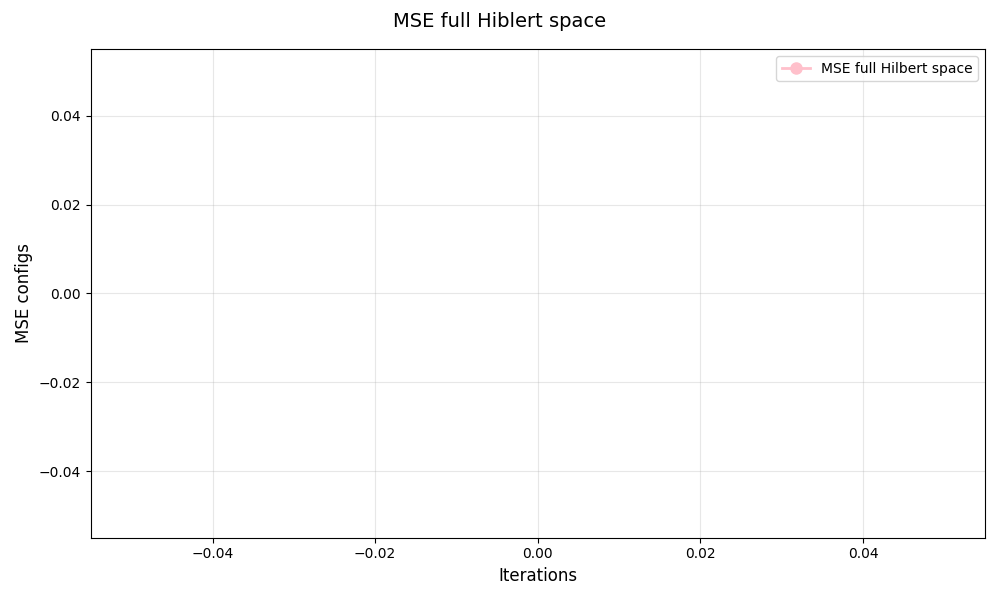 MSE full Hiblert space
MSE full Hilbert space
0.04
0.02
0.00
−0.02
−0.04
MSE configs
−0.04
−0.02
0.00
0.02
0.04
Iterations